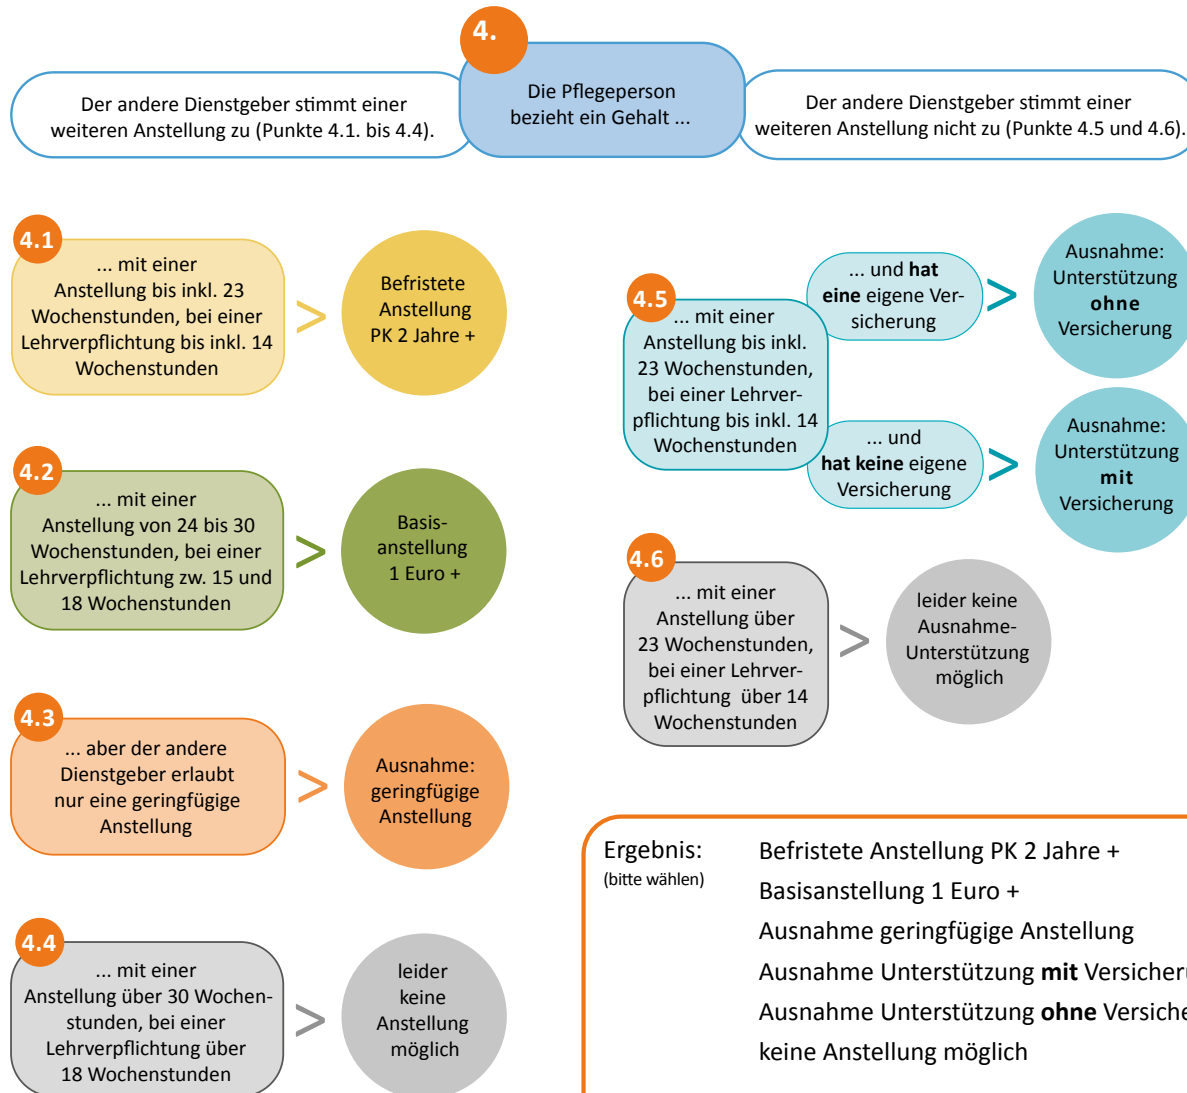 4.
Die Pflegeperson
bezieht ein Gehalt ...
Der andere Dienstgeber stimmt einer
weiteren Anstellung zu (Punkte 4.1. bis 4.4).
Der andere Dienstgeber stimmt einer
weiteren Anstellung nicht zu (Punkte 4.5 und 4.6).
4.1
... mit einer
Anstellung bis inkl. 23
Wochenstunden, bei einer
Lehrverpflichtung bis inkl. 14
Wochenstunden
>
Befristete
Anstellung
PK 2 Jahre +
4.2
... mit einer
Anstellung von 24 bis 30
Wochenstunden, bei einer
Lehrverpflichtung zw. 15 und
18 Wochenstunden
>
Basis-
anstellung
1 Euro +
4.3
... aber der andere
Dienstgeber erlaubt
nur eine geringfügige
Anstellung
>
Ausnahme:
geringfügige
Anstellung
4.4
... mit einer
Anstellung über 30 Wochen-
stunden, bei einer
Lehrverpflichtung über
18 Wochenstunden
>
leider
keine
Anstellung
möglich
4.5
... mit einer
Anstellung bis inkl.
23 Wochenstunden,
bei einer Lehrver-
pflichtung bis inkl. 14
Wochenstunden
... und hat
eine eigene Ver-
sicherung
>
Ausnahme:
Unterstützung
ohne
Versicherung
... und
hat keine eigene
Versicherung
>
Ausnahme:
Unterstützung
mit
Versicherung
4.6
... mit einer
Anstellung über
23 Wochenstunden,
bei einer Lehrver-
pflichtung über 14
Wochenstunden
>
leider keine
Ausnahme-
Unterstützung
möglich
Ergebnis:
(bitte wählen)
Befristete Anstellung PK 2 Jahre +
Basisanstellung 1 Euro +
Ausnahme geringfügige Anstellung
Ausnahme Unterstützung mit
Ausnahme Unterstützung ohne
keine Anstellung möglich